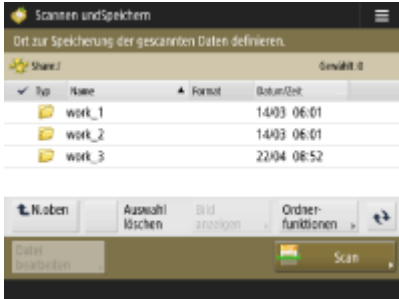 Scannen undSpeichern
Ort zur Speicherung der gescannten Daten definieren.
Share:/ Gewählt: 0
Typ Name Format Datum/Zeit
work_1 14/03 06:01
work_2 14/03 06:01
work_3 22/04 08:52
N.oben Auswahl löschen Bild anzeigen Ordner-funktionen
Datei bearbeiten Scan